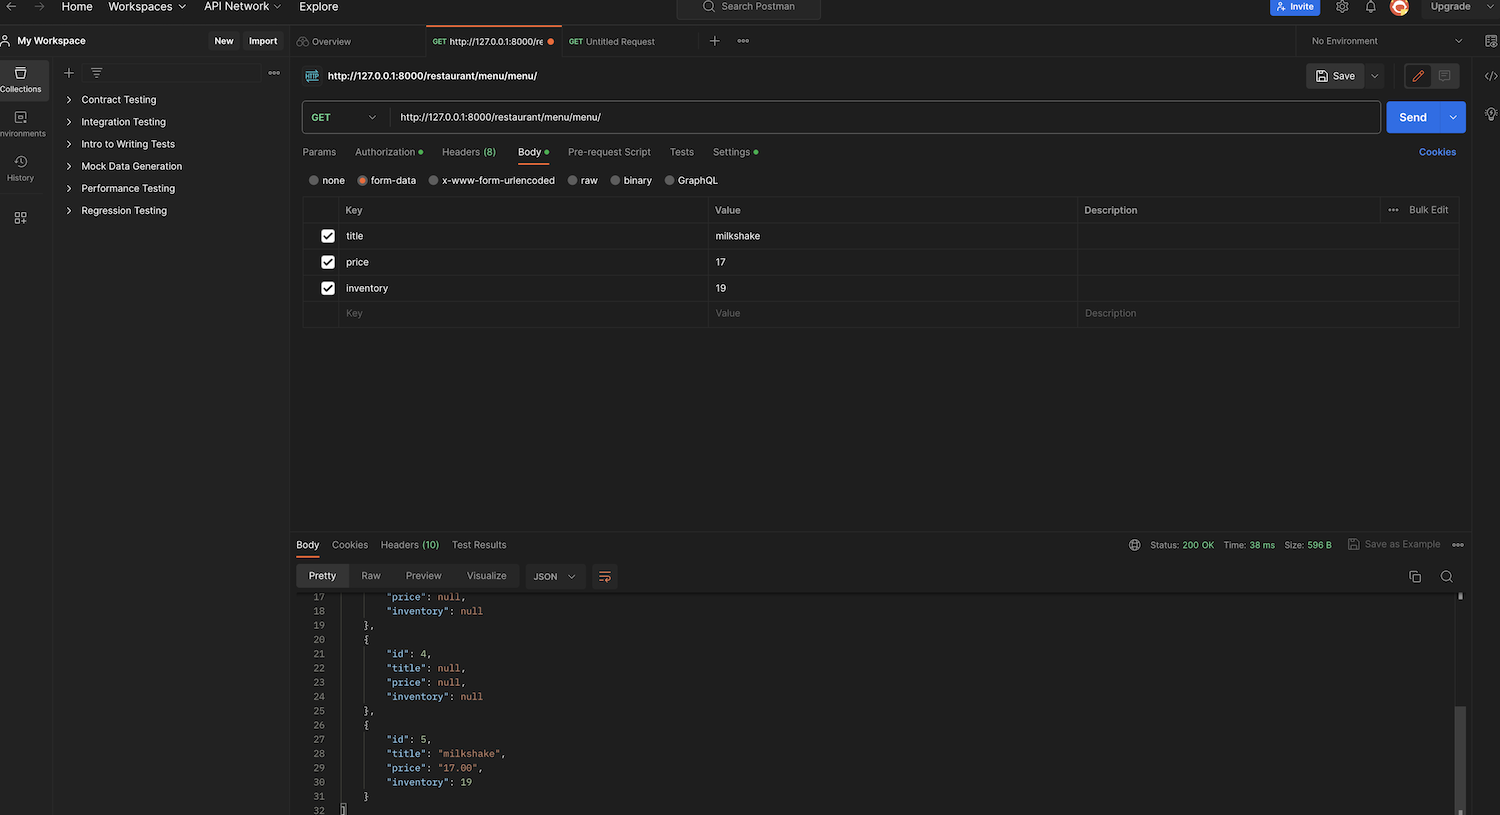 Home Workspaces API Network Explore Search Postman Invite Upgrade
My Workspace New Import Overview GET http://127.0.0.1:8000/re GET Untitled Request No Environment
Collections
nvironments
History
Contract Testing
Integration Testing
Intro to Writing Tests
Mock Data Generation
Performance Testing
Regression Testing
HTTP http://127.0.0.1:8000/restaurant/menu/menu/ Save
GET http://127.0.0.1:8000/restaurant/menu/menu/ Send
Params Authorization Headers (8) Body Pre-request Script Tests Settings Cookies
none form-data x-www-form-urlencoded raw binary GraphQL
Key Value Description Bulk Edit
title milkshake
price 17
inventory 19
Key Value Description
Body Cookies Headers (10) Test Results Status: 200 OK Time: 38 ms Size: 596 B Save as Example
Pretty Raw Preview Visualize JSON
17 "price": null,
18 "inventory": null
19 },
20 {
21 "id": 4,
22 "title": null,
23 "price": null,
24 "inventory": null
25 },
26 {
27 "id": 5,
28 "title": "milkshake",
29 "price": "17.00",
30 "inventory": 19
31 }
32 ]